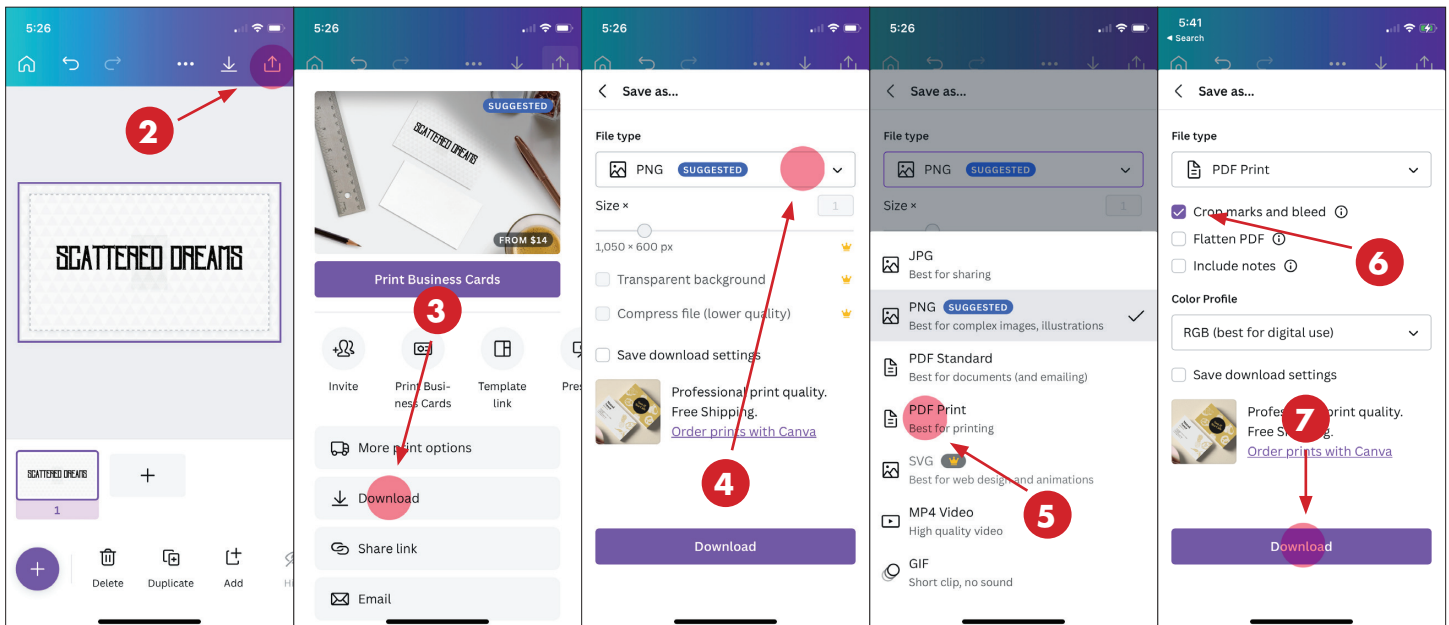 5:26
2
SCATTERED DREAMS
SCATTERED DREAMS
1
Delete
Duplicate
Add
5:26
SUGGESTED
SCATTERED DREAMS
FROM $14
Print Business Cards
3
Invite
Print Busi-
ness Cards
Template
link
Pres
More print options
Download
Share link
Email
5:26
Save as...
File type
PNG SUGGESTED
Size ×
1
1,050 × 600 px
Transparent background
Compress file (lower quality)
Save download settings
Professional print quality.
Free Shipping.
Order prints with Canva
4
Download
5:26
Save as...
File type
PNG SUGGESTED
Size ×
1
JPG
Best for sharing
PNG SUGGESTED
Best for complex images, illustrations
PDF Standard
Best for documents (and emailing)
PDF Print
Best for printing
SVG
Best for web design and animations
5
MP4 Video
High quality video
GIF
Short clip, no sound
5:41
◄ Search
Save as...
File type
PDF Print
Crop marks and bleed
Flatten PDF
Include notes
6
Color Profile
RGB (best for digital use)
Save download settings
Professional print quality.
Free Shipping.
Order prints with Canva
7
Download